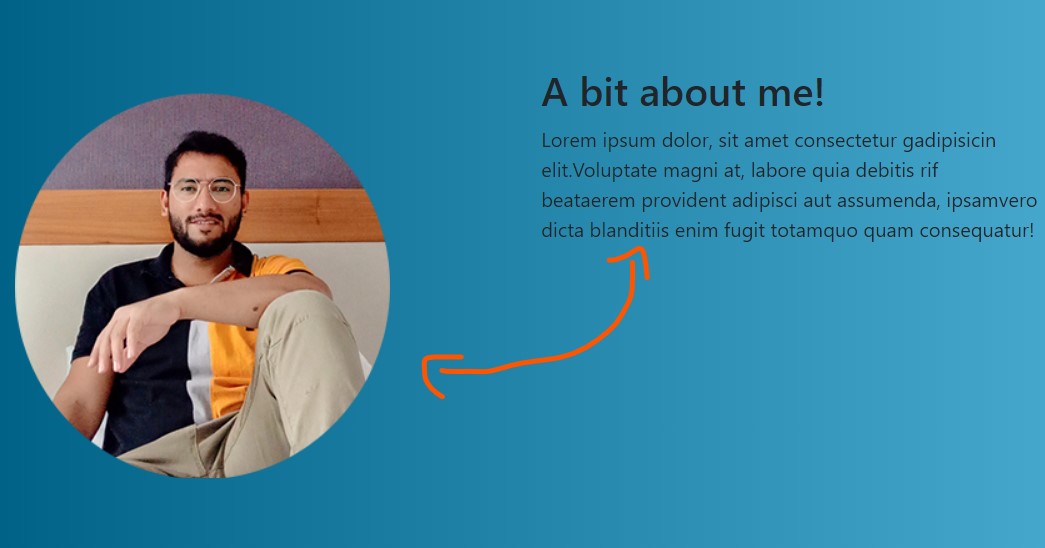 A bit about me!
Lorem ipsum dolor, sit amet consectetur gadipisicin
elit.Voluptate magni at, labore quia debitis rif
beataerem provident adipisci aut assumenda, ipsamvero
dicta blanditiis enim fugit totamquo quam consequatur!